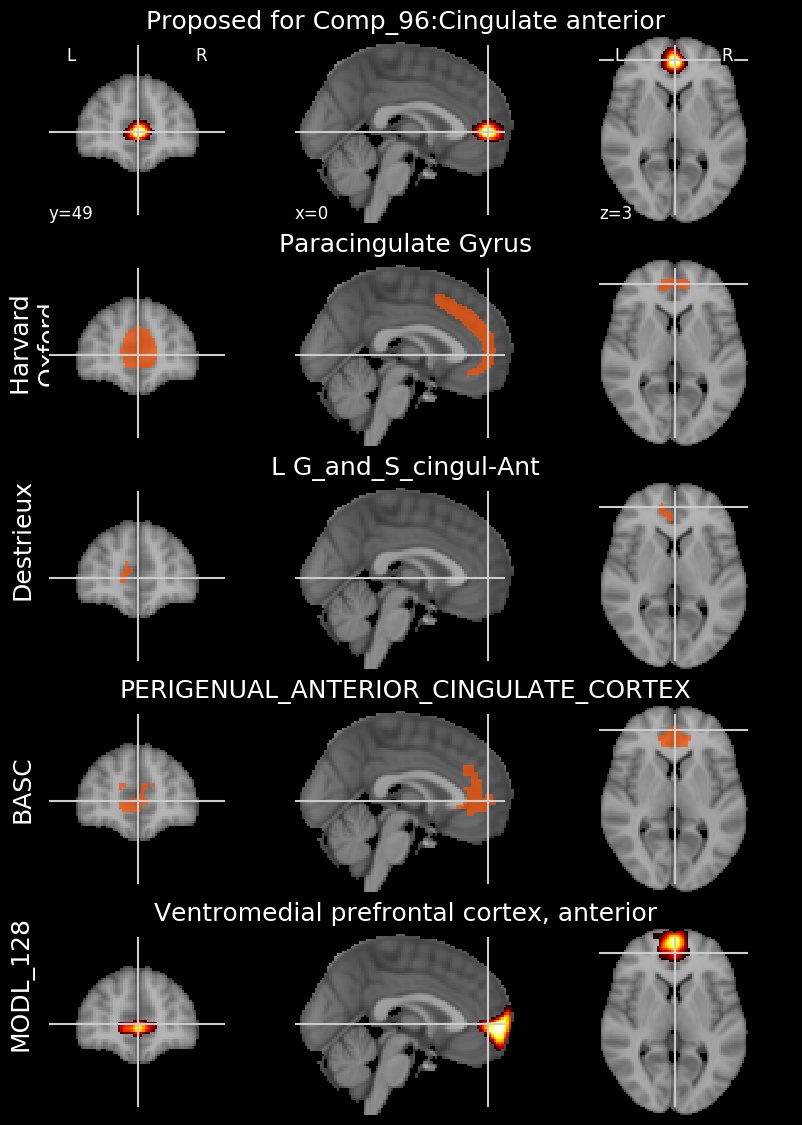 Proposed for Comp_96:Cingulate anterior
L R L R
y=49 x=0 z=3
Paracingulate Gyrus
Harvard
L G_and_S_cingul-Ant
Destrieux
PERIGENUAL_ANTERIOR_CINGULATE_CORTEX
BASC
Ventromedial prefrontal cortex, anterior
MODL_128